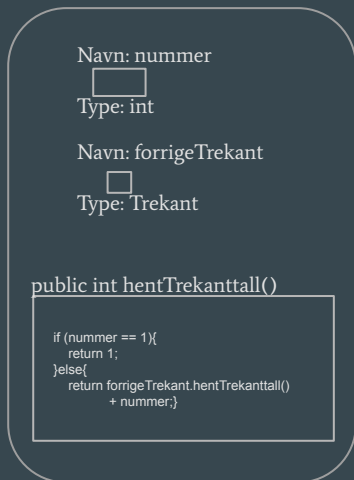 Navn: nummer
Type: int
Navn: forrigeTrekant
Type: Trekant
public int hentTrekanttall()
if (nummer == 1){
return 1;
}else{
return forrigeTrekant.hentTrekanttall()
+ nummer;}